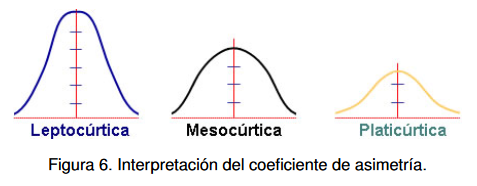 Leptocúrtica Mesocúrtica Platicúrtica
Figura 6. Interpretación del coeficiente de asimetría.